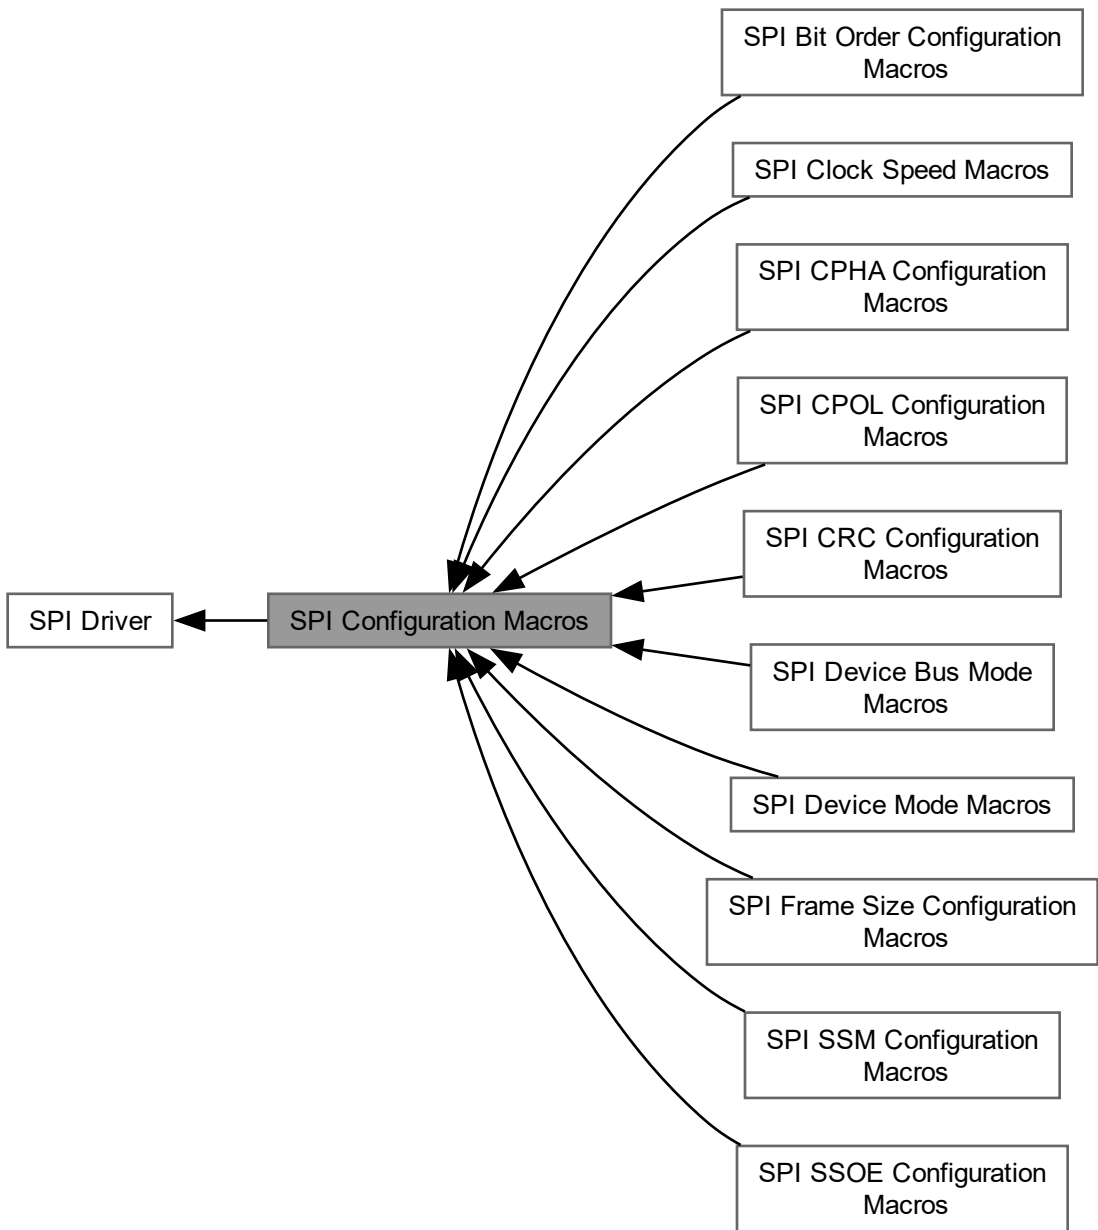 SPI Bit Order Configuration
Macros
SPI Clock Speed Macros
SPI CPHA Configuration
Macros
SPI CPOL Configuration
Macros
SPI CRC Configuration
Macros
SPI Driver
SPI Configuration Macros
SPI Device Bus Mode
Macros
SPI Device Mode Macros
SPI Frame Size Configuration
Macros
SPI SSM Configuration
Macros
SPI SSOE Configuration
Macros